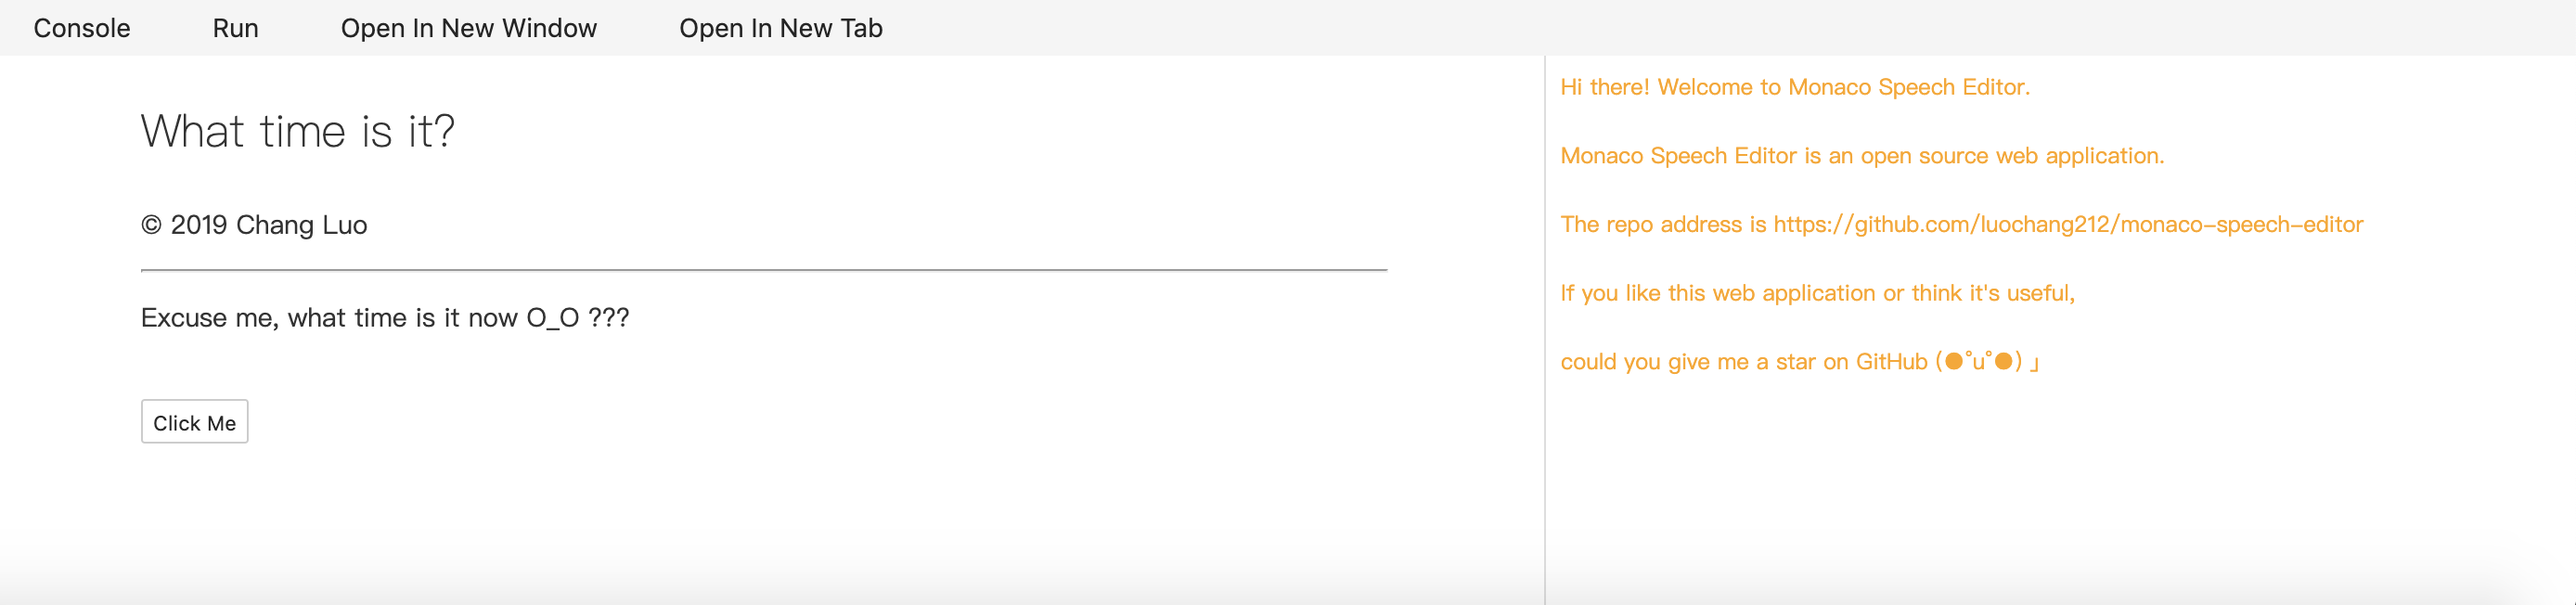 Console Run Open In New Window Open In New Tab
What time is it?
© 2019 Chang Luo
Excuse me, what time is it now O_O ???
Click Me
Hi there! Welcome to Monaco Speech Editor.
Monaco Speech Editor is an open source web application.
The repo address is https://github.com/luochang212/monaco-speech-editor
If you like this web application or think it's useful,
could you give me a star on GitHub (●˚u˚●) 」